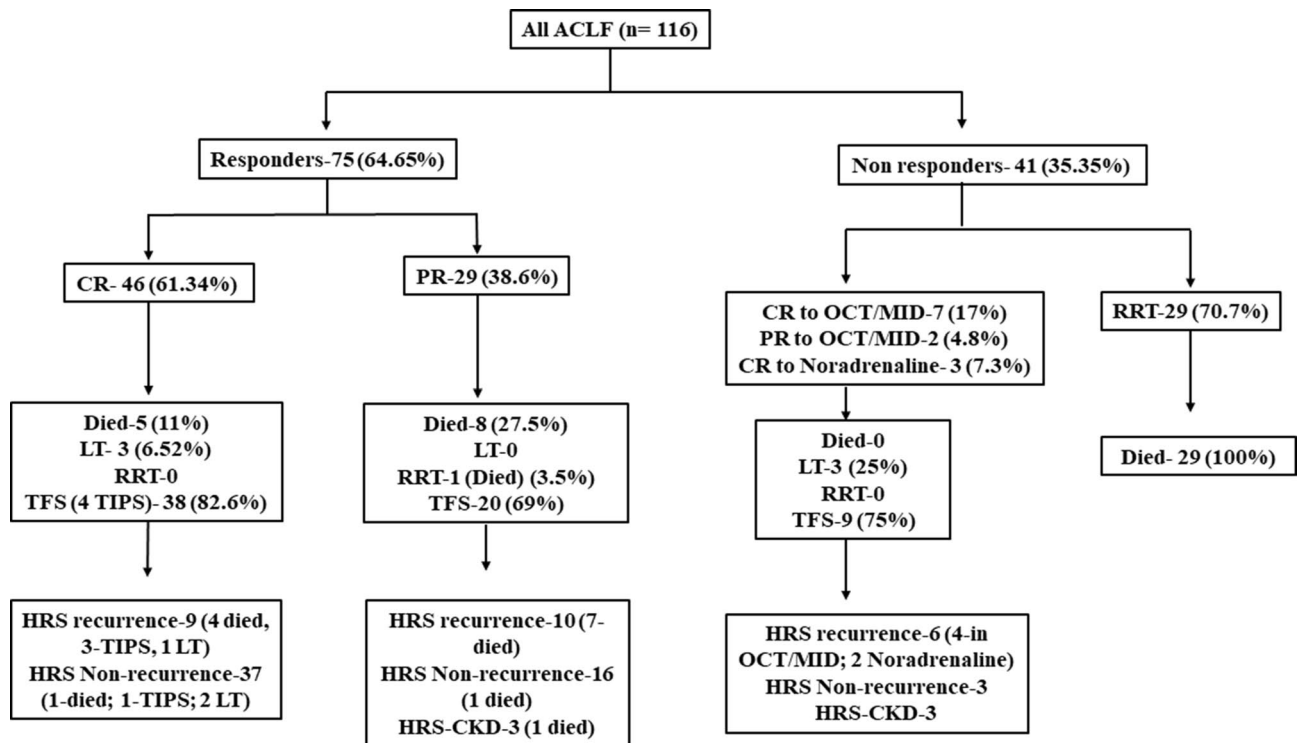 All ACLF (n= 116)
Responders-75 (64.65%)
Non responders- 41 (35.35%)
CR- 46 (61.34%)
PR-29 (38.6%)
CR to OCT/MID-7 (17%)
PR to OCT/MID-2 (4.8%)
CR to Noradrenaline- 3 (7.3%)
RRT-29 (70.7%)
Died-5 (11%)
LT- 3 (6.52%)
RRT-0
TFS (4 TIPS)- 38 (82.6%)
Died-8 (27.5%)
LT-0
RRT-1 (Died) (3.5%)
TFS-20 (69%)
Died-0
LT-3 (25%)
RRT-0
TFS-9 (75%)
Died- 29 (100%)
HRS recurrence-9 (4 died,
3-TIPS, 1 LT)
HRS Non-recurrence-37
(1-died; 1-TIPS; 2 LT)
HRS recurrence-10 (7-
died)
HRS Non-recurrence-16
(1 died)
HRS-CKD-3 (1 died)
HRS recurrence-6 (4-in
OCT/MID; 2 Noradrenaline)
HRS Non-recurrence-3
HRS-CKD-3